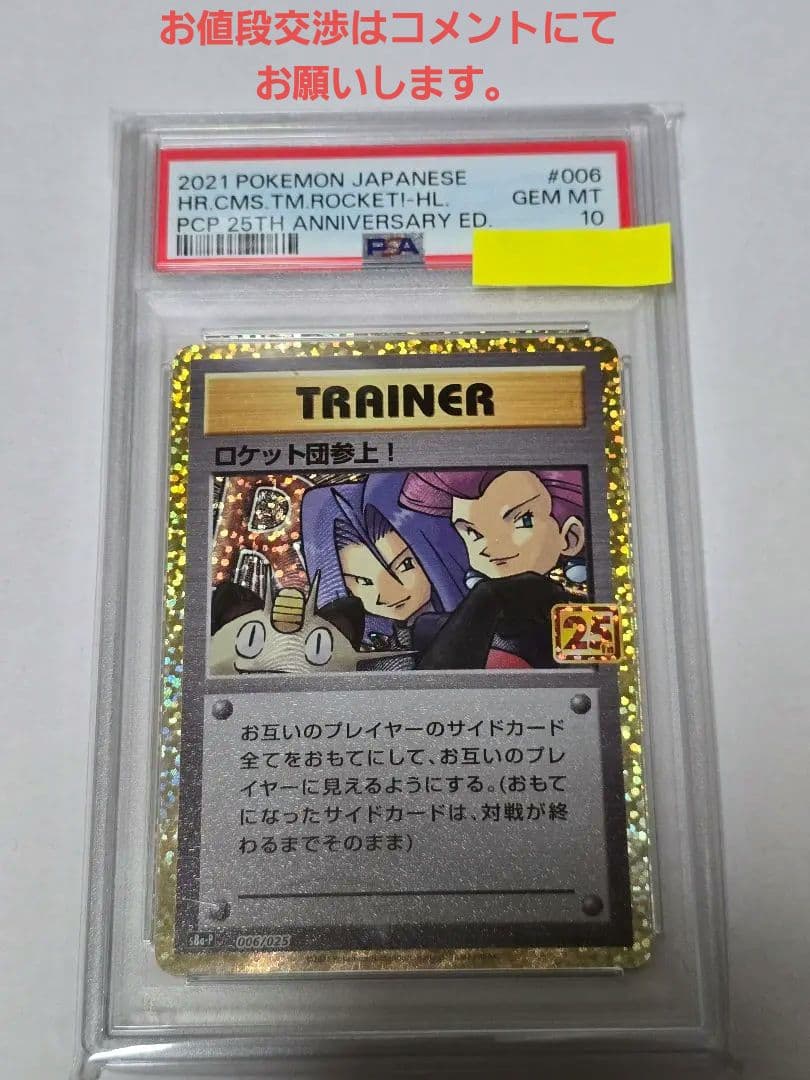 お値段交渉はコメントにて
お願いします。
2021 POKEMON JAPANESE #006
HR.CMS.TM.ROCKET!-HL. GEM MT
PCP 25TH ANNIVERSARY ED. 10
PSA
TRAINER
ロケット団参上!
25
お互いのプレイヤーのサイドカード
全てをおもてにして、お互いのプレ
イヤーに見えるようにする。(おもて
になったサイドカードは、対戦が終
わるまでそのまま)
s8a-P 006/025